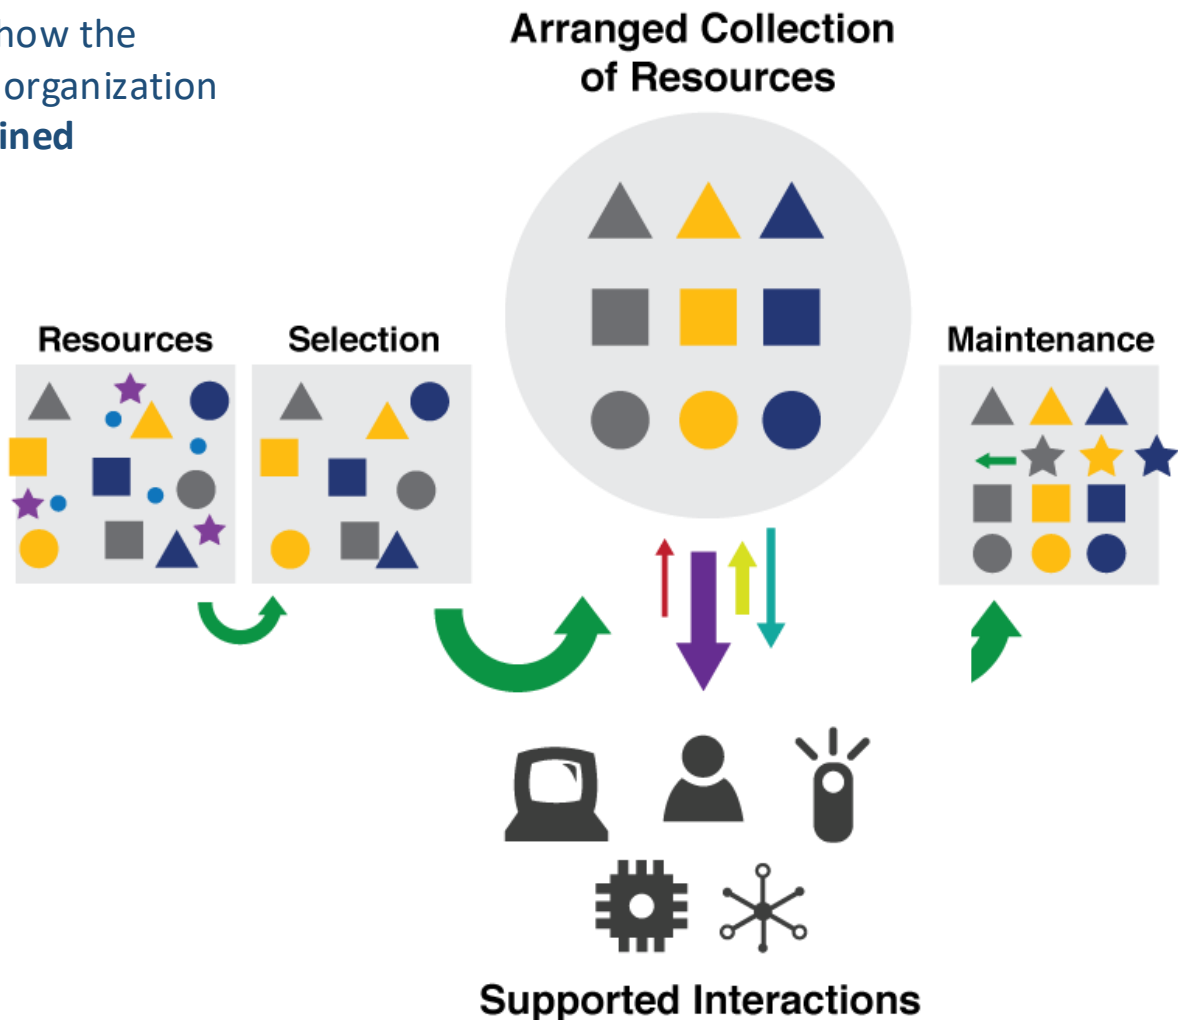 how the
organization
ined
Arranged Collection
of Resources
Resources
Selection
Maintenance
Supported Interactions